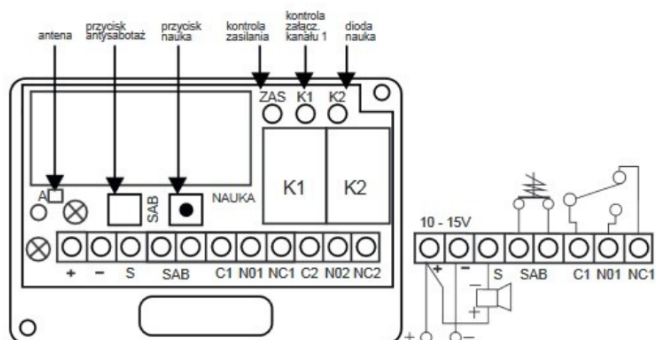 antena
przycisk
antysabotaż
przycisk
nauka
kontrola
zasilania
kontrola
załącz.
kanału 1
dioda
nauka
ZAS K1 K2
A
SAB
NAUKA
K1 K2
+ - S SAB C1 N01 NC1 C2 N02 NC2
10 - 15V
+ - S SAB C1 N01 NC1
-
+
+ -